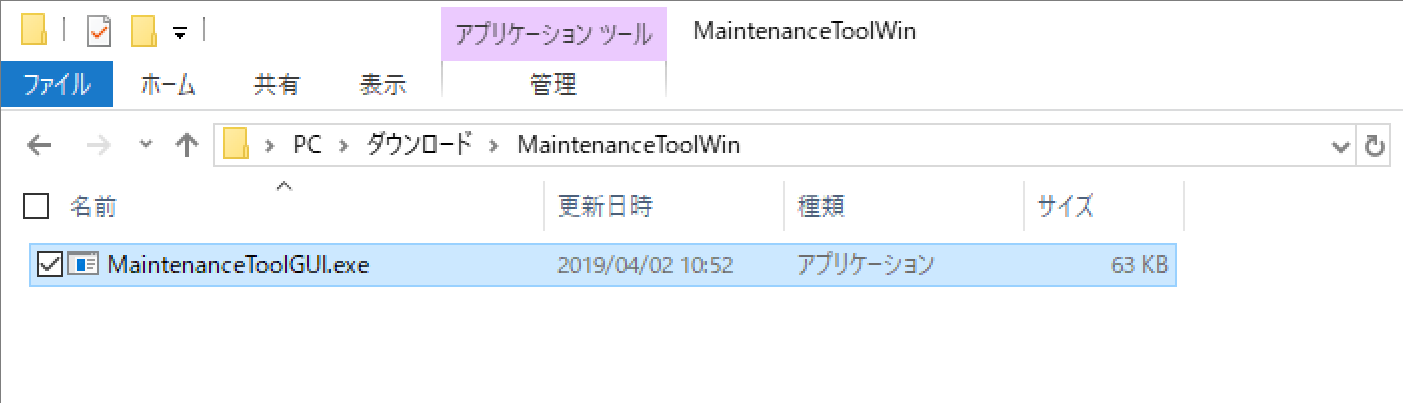 アプリケーション ツール MaintenanceToolWin
ファイル ホーム 共有 表示 管理
PC ダウンロード MaintenanceToolWin
名前 更新日時 種類 サイズ
MaintenanceToolGUI.exe 2019/04/02 10:52 アプリケーション 63 KB